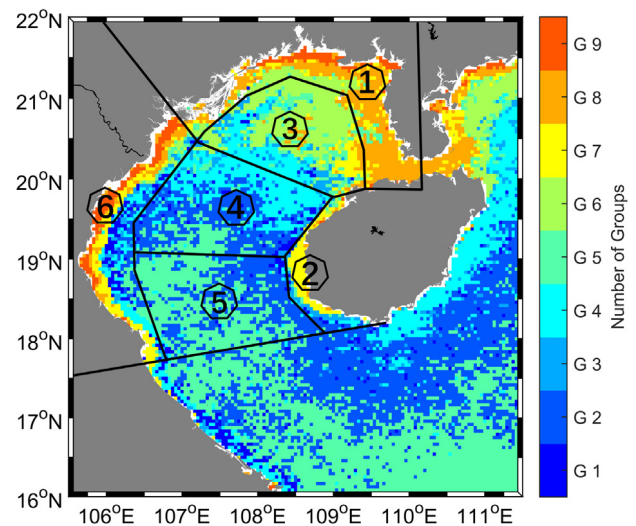 22°N
21°N
20°N
19°N
18°N
17°N
16°N
106°E 107°E 108°E 109°E 110°E 111°E
1
3
4
6
2
5
G 9
G 8
G 7
G 6
G 5
G 4
G 3
G 2
G 1
Number of Groups